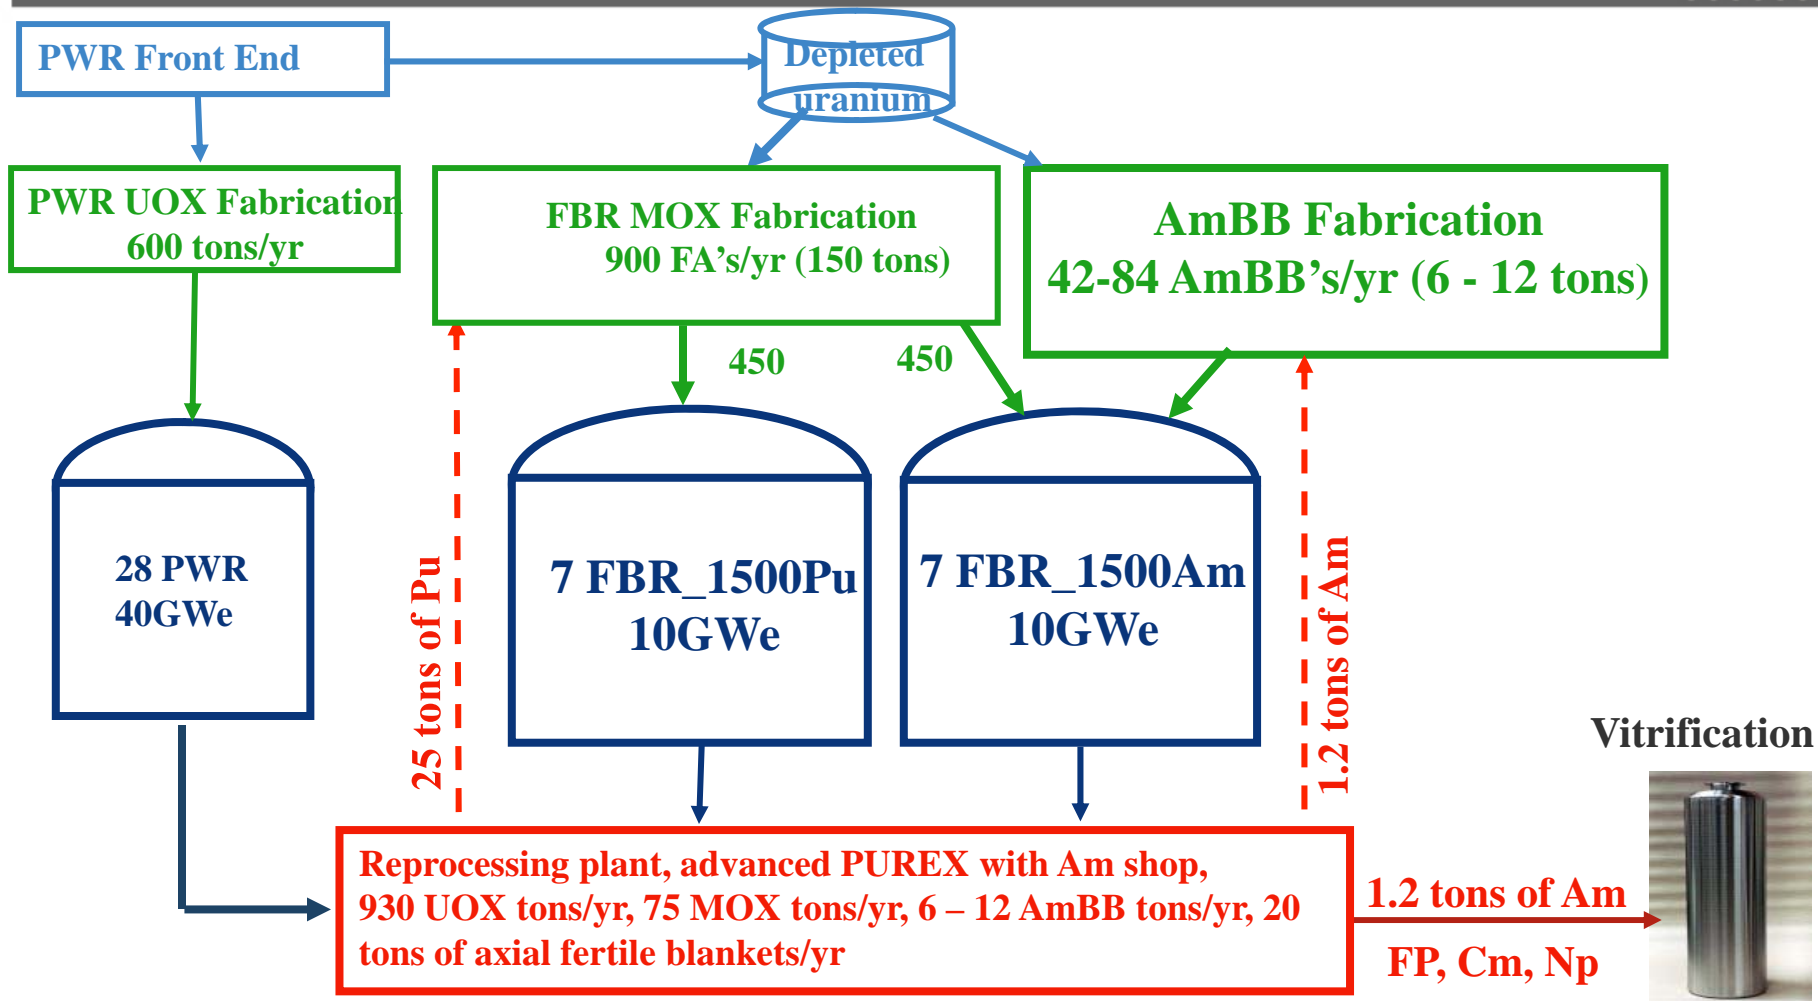 PWR Front End
Depleted
uranium
PWR UOX Fabrication
600 tons/yr
FBR MOX Fabrication
900 FA's/yr (150 tons)
AmBB Fabrication
42-84 AmBB’s/yr (6 - 12 tons)
450
450
28 PWR
40GWe
25 tons of Pu
7 FBR_1500Pu
10GWe
7 FBR_1500Am
10GWe
1.2 tons of Am
Vitrification
Reprocessing plant, advanced PUREX with Am shop,
930 UOX tons/yr, 75 MOX tons/yr, 6 – 12 AmBB tons/yr, 20
tons of axial fertile blankets/yr
1.2 tons of Am
FP, Cm, Np